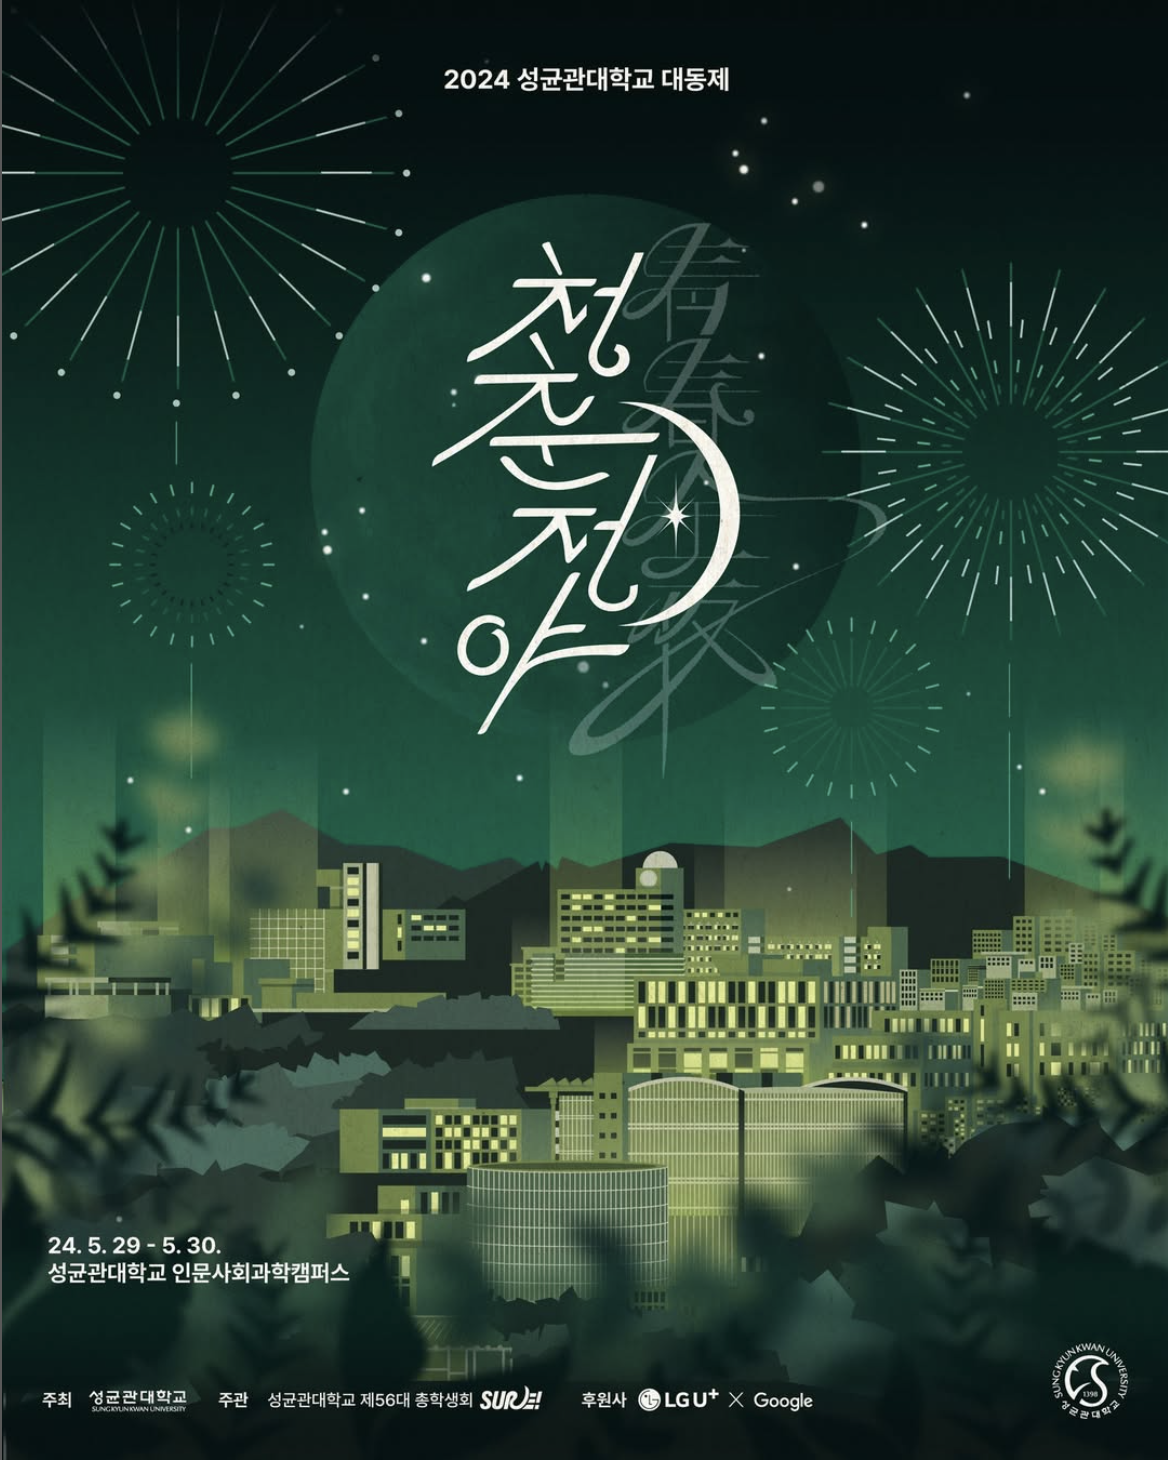 2024 성균관대학교 대동제
청춘전야
靑春前夜
24. 5. 29 - 5. 30.
성균관대학교 인문사회과학캠퍼스
주최 성균관대학교 SUNGKYUNKWAN UNIVERSITY 주관 성균관대학교 제56대 총학생회 SURE! 후원사 LG U+ × Google
SUNGKYUNKWAN UNIVERSITY
1398
성균관대학교